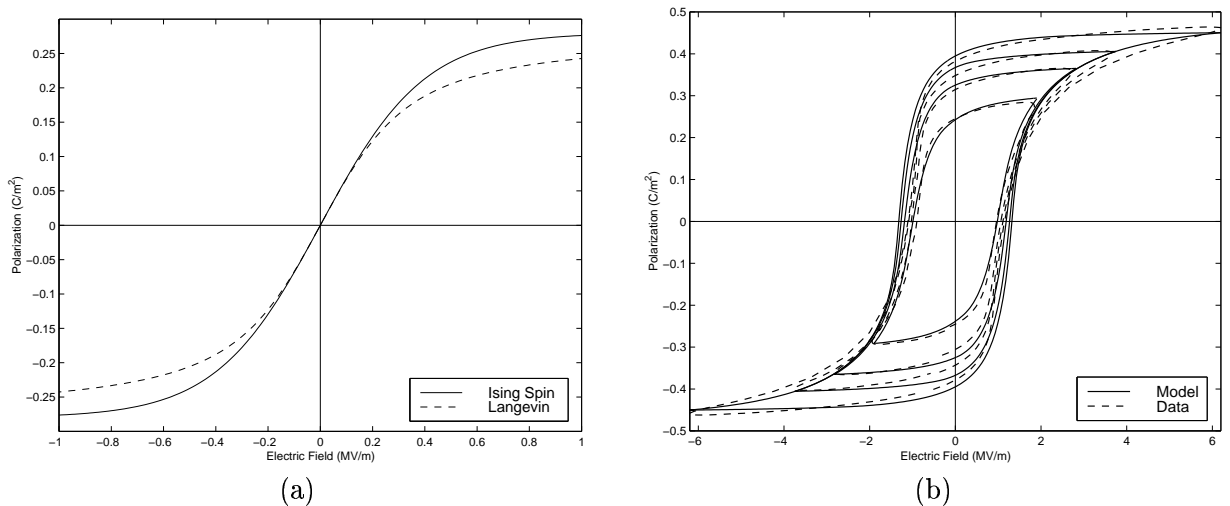 0.25
0.2
0.15
0.1
0.05
0
−0.05
−0.1
−0.15
−0.2
−0.25
Polarization (C/m²)
−1 −0.8 −0.6 −0.4 −0.2 0 0.2 0.4 0.6 0.8 1
Electric Field (MV/m)
Ising Spin
Langevin
(a)
0.5
0.4
0.3
0.2
0.1
0
−0.1
−0.2
−0.3
−0.4
−0.5
Polarization (C/m²)
−6 −4 −2 0 2 4 6
Electric Field (MV/m)
Model
Data
(b)